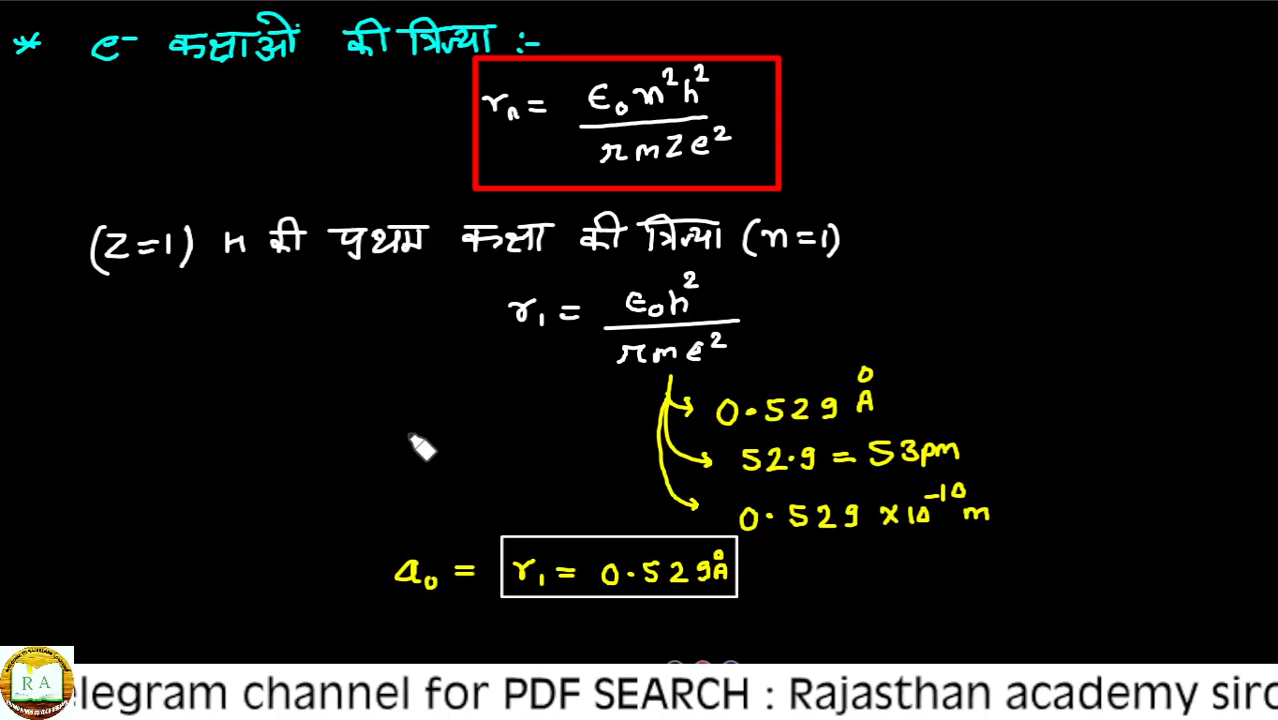 * e⁻ कक्षाओं की त्रिज्या :-
rₙ = ϵ₀n²h² / πmZe²
(Z=1) H की प्रथम कक्षा की त्रिज्या (n=1)
r₁ = ϵ₀h² / πme²
0.529 Å
52.9 = 53pm
0.529 ×10⁻¹⁰ m
a₀ = r₁ = 0.529Å
RA
elegram channel for PDF SEARCH : Rajasthan academy siro